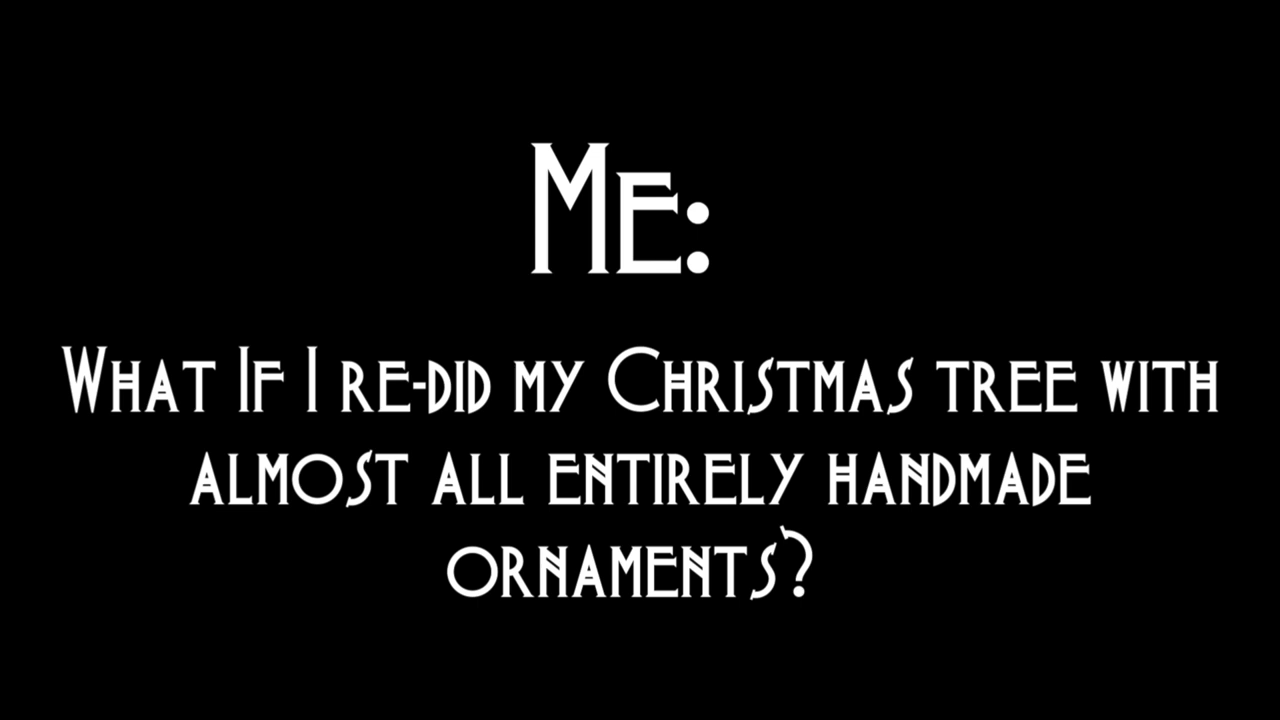 Me:
What If I re-did my Christmas tree with
almost all entirely handmade
ornaments?